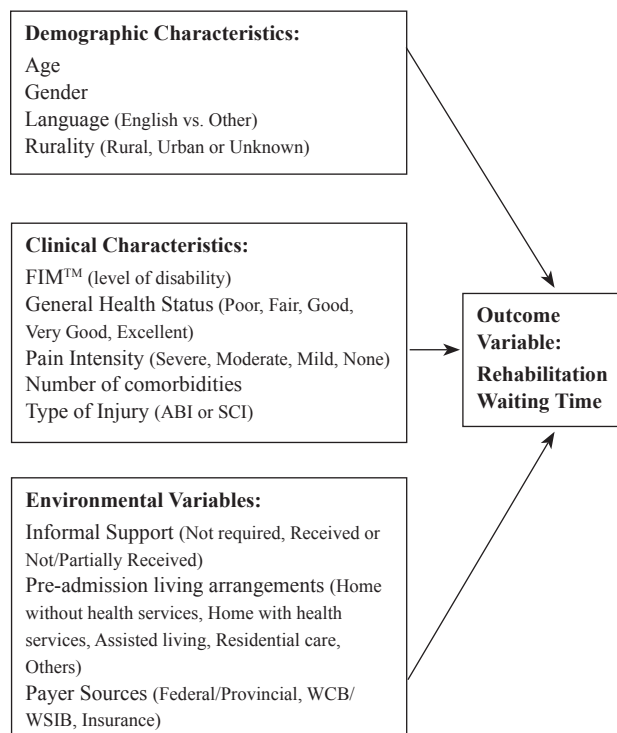 Demographic Characteristics:
Age
Gender
Language (English vs. Other)
Rurality (Rural, Urban or Unknown)
Clinical Characteristics:
FIM™ (level of disability)
General Health Status (Poor, Fair, Good,
Very Good, Excellent)
Pain Intensity (Severe, Moderate, Mild, None)
Number of comorbidities
Type of Injury (ABI or SCI)
Environmental Variables:
Informal Support (Not required, Received or
Not/Partially Received)
Pre-admission living arrangements (Home
without health services, Home with health
services, Assisted living, Residential care,
Others)
Payer Sources (Federal/Provincial, WCB/
WSIB, Insurance)
Outcome
Variable:
Rehabilitation
Waiting Time